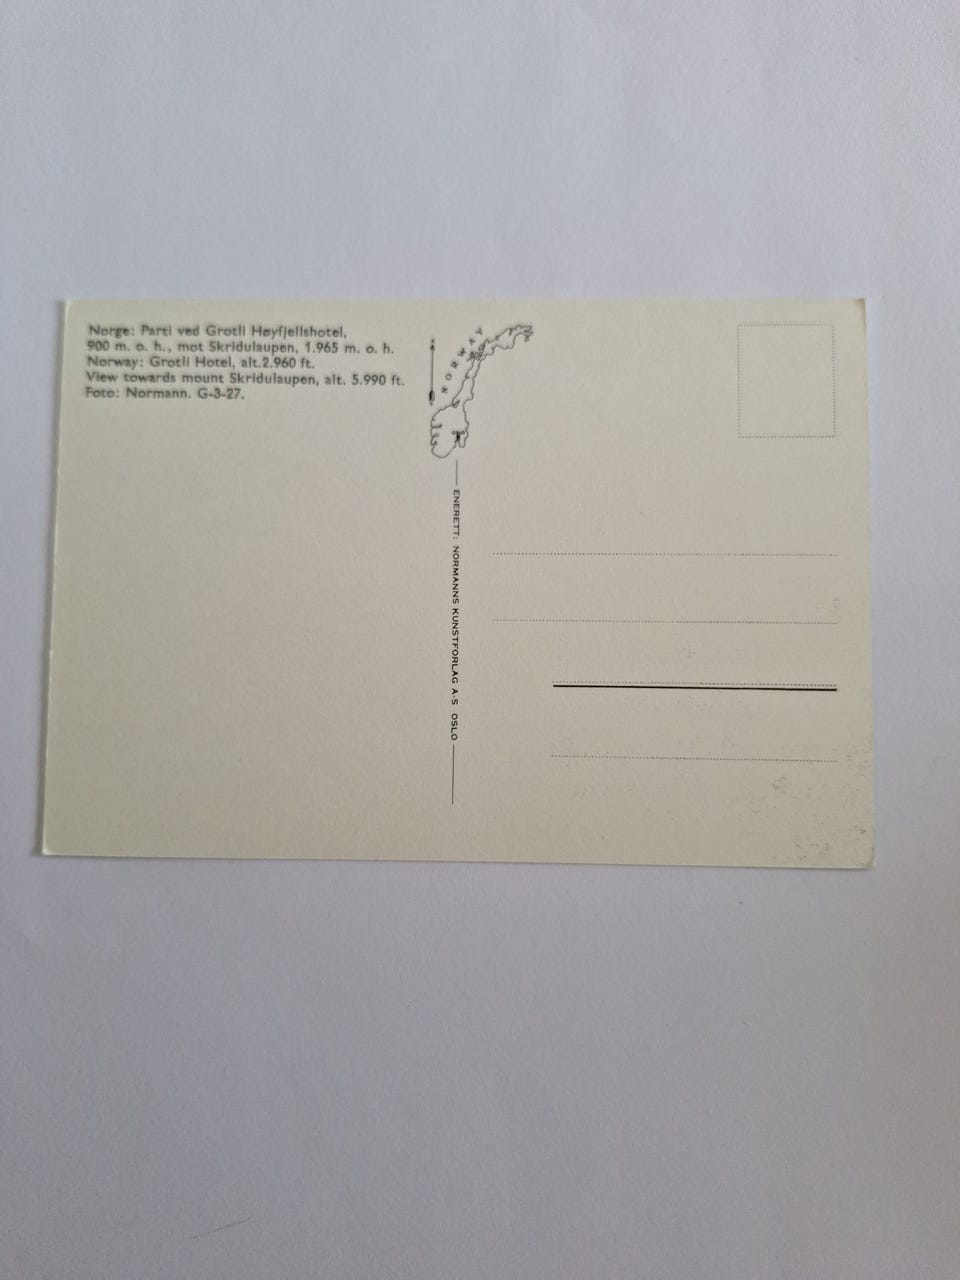 Norge: Parti ved Grotli Høyfjellshotel,
900 m. o. h., mot Skridulaupen, 1.965 m. o. h.
Norway: Grotli Hotel, alt.2.960 ft.
View towards mount Skridulaupen, alt. 5.990 ft.
Foto: Normann. G-3-27.
NORWAY
ENERETT: NORMANNS KUNSTFORLAG A-S OSLO